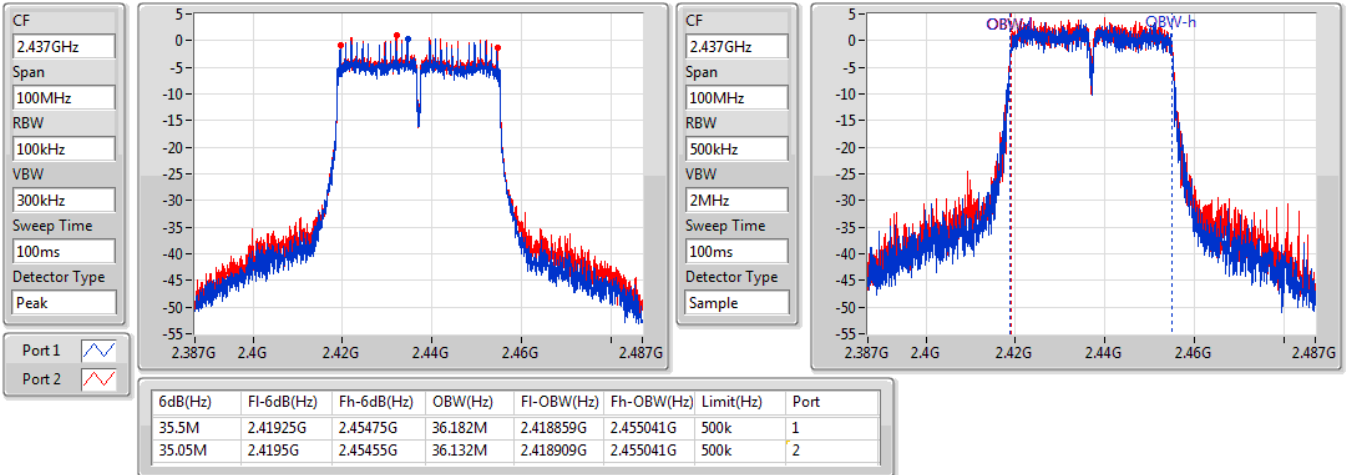 CF
2.437GHz
Span
100MHz
RBW
100kHz
VBW
300kHz
Sweep Time
100ms
Detector Type
Peak
Port 1
Port 2
5
0
-5
-10
-15
-20
-25
-30
-35
-40
-45
-50
-55
2.387G 2.4G 2.42G 2.44G 2.46G 2.487G
CF
2.437GHz
Span
100MHz
RBW
500kHz
VBW
2MHz
Sweep Time
100ms
Detector Type
Sample
OBW-h
5
0
-5
-10
-15
-20
-25
-30
-35
-40
-45
-50
-55
2.387G 2.4G 2.42G 2.44G 2.46G 2.487G
6dB(Hz) Fl-6dB(Hz) Fh-6dB(Hz) OBW(Hz) Fl-OBW(Hz) Fh-OBW(Hz) Limit(Hz) Port
35.5M 2.41925G 2.45475G 36.182M 2.418859G 2.455041G 500k 1
35.05M 2.4195G 2.45455G 36.132M 2.418909G 2.455041G 500k 2